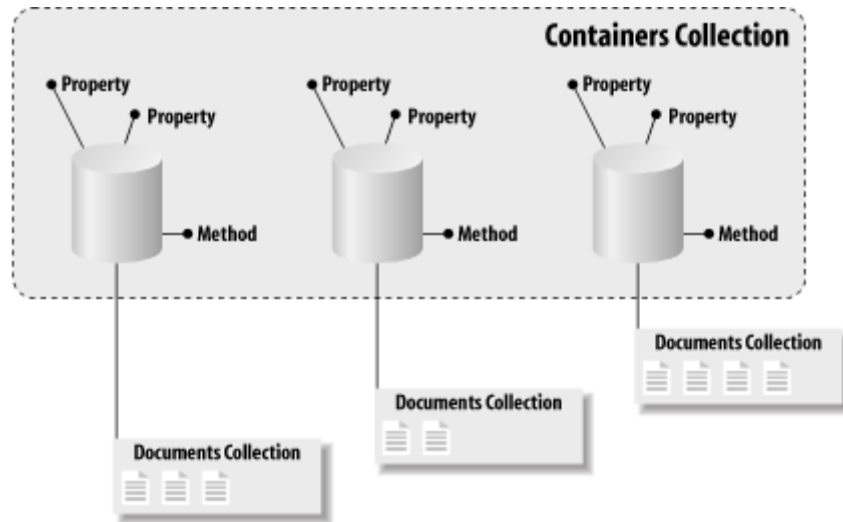 Containers Collection
Property
Property
Method
Property
Property
Method
Property
Property
Method
Documents Collection
Documents Collection
Documents Collection